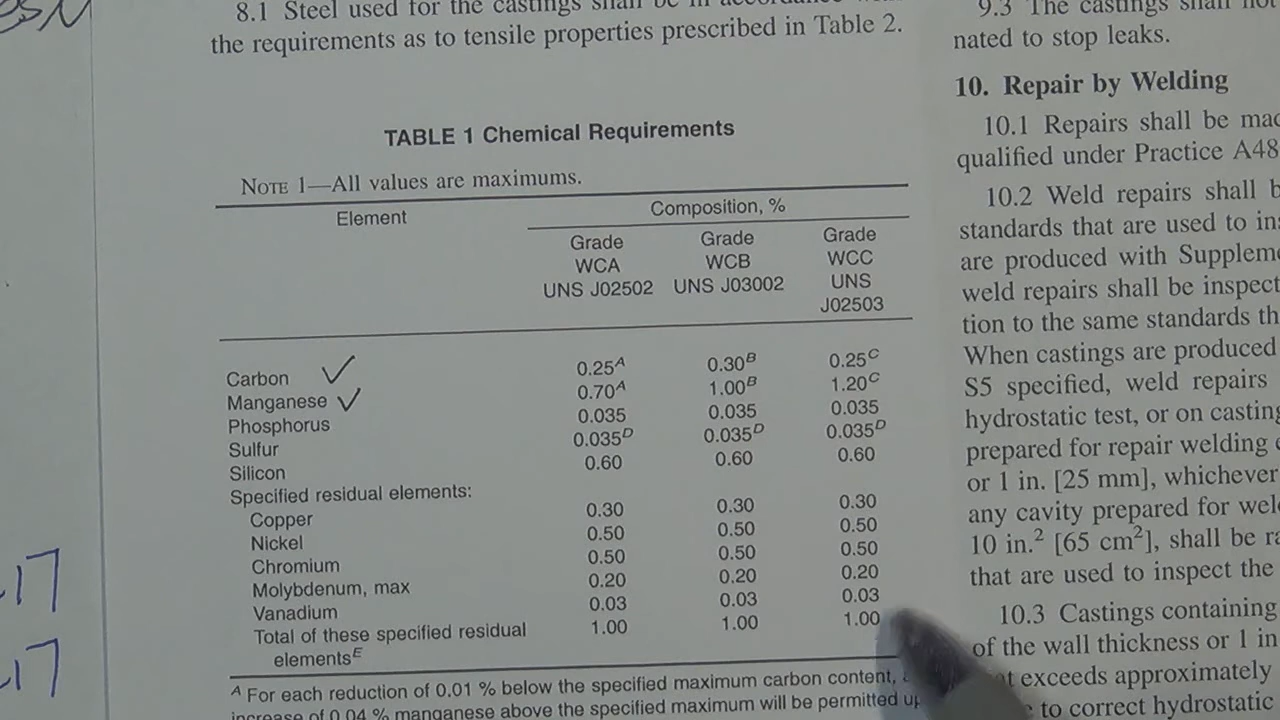 8.1 Steel used for the castings shall be in accordance
the requirements as to tensile properties prescribed in Table 2.
TABLE 1 Chemical Requirements
NOTE 1—All values are maximums.
Element
Composition, %
Grade WCA UNS J02502
Grade WCB UNS J03002
Grade WCC UNS J02503
Carbon ✓ 0.25A 0.30B 0.25C
Manganese ✓ 0.70A 1.00B 1.20C
Phosphorus 0.035 0.035 0.035
Sulfur 0.035D 0.035D 0.035D
Silicon 0.60 0.60 0.60
Specified residual elements:
Copper 0.30 0.30 0.30
Nickel 0.50 0.50 0.50
Chromium 0.50 0.50 0.50
Molybdenum, max 0.20 0.20 0.20
Vanadium 0.03 0.03 0.03
Total of these specified residual 1.00 1.00 1.00
elementsE
A For each reduction of 0.01 % below the specified maximum carbon content,
increase of 0.04 % manganese above the specified maximum will be permitted
9.3 The castings shall not
nated to stop leaks.
10. Repair by Welding
10.1 Repairs shall be
qualified under Practice
10.2 Weld repairs shall
standards that are used to
are produced with
weld repairs shall be
tion to the same standards
When castings are produced
S5 specified, weld repairs
hydrostatic test, or on
prepared for repair welding
or 1 in. [25 mm], whichever
any cavity prepared for
10 in.² [65 cm²], shall be
that are used to inspect the
10.3 Castings containing
of the wall thickness or 1 in
exceeds approximately
to correct hydrostatic
17
17